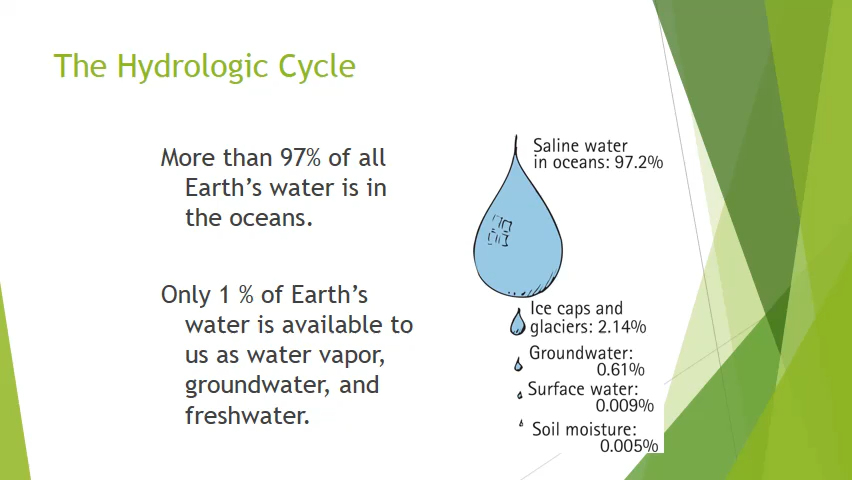 The Hydrologic Cycle
More than 97% of all
Earth's water is in
the oceans.
Only 1 % of Earth's
water is available to
us as water vapor,
groundwater, and
freshwater.
Saline water
in oceans: 97.2%
Ice caps and
glaciers: 2.14%
Groundwater:
0.61%
Surface water:
0.009%
Soil moisture:
0.005%